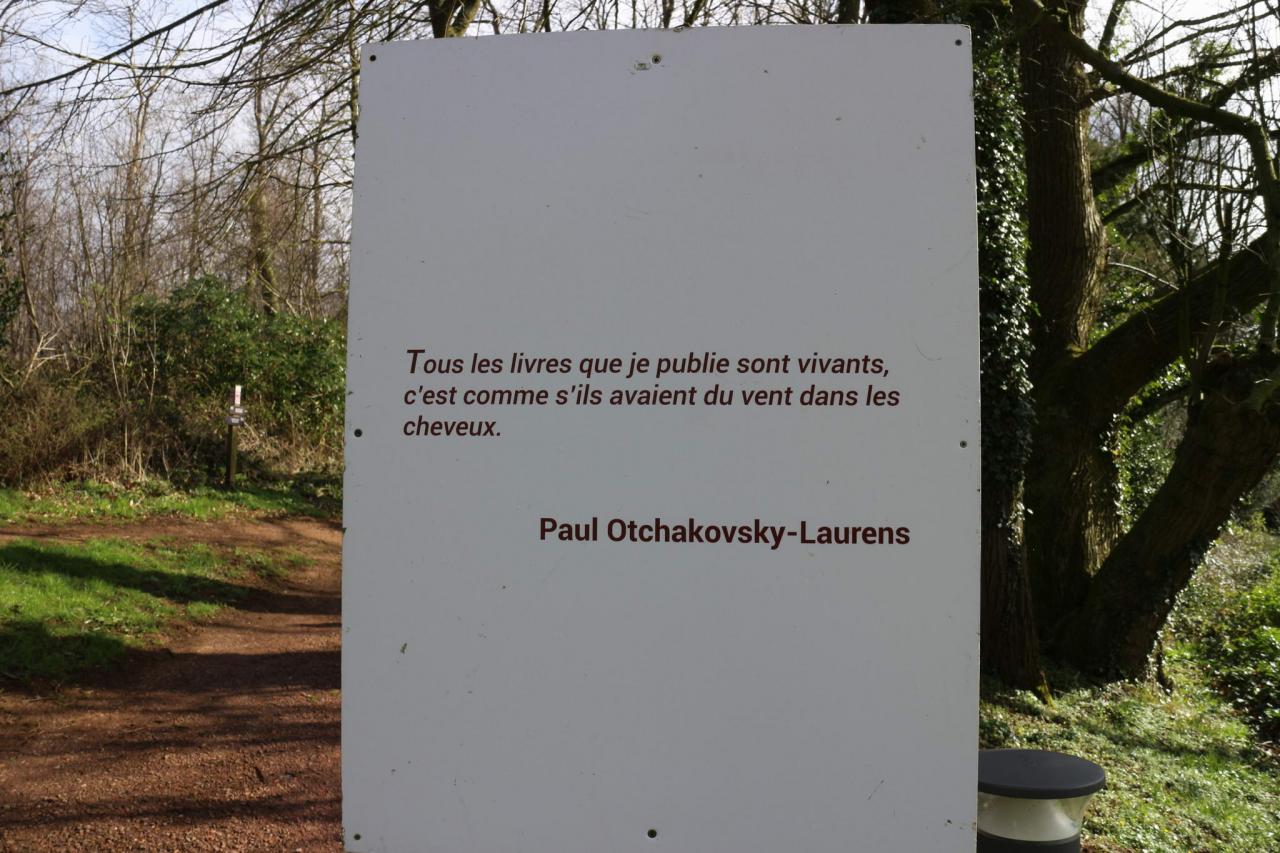 Tous les livres que je publie sont vivants,
c'est comme s'ils avaient du vent dans les
cheveux.
Paul Otchakovsky-Laurens